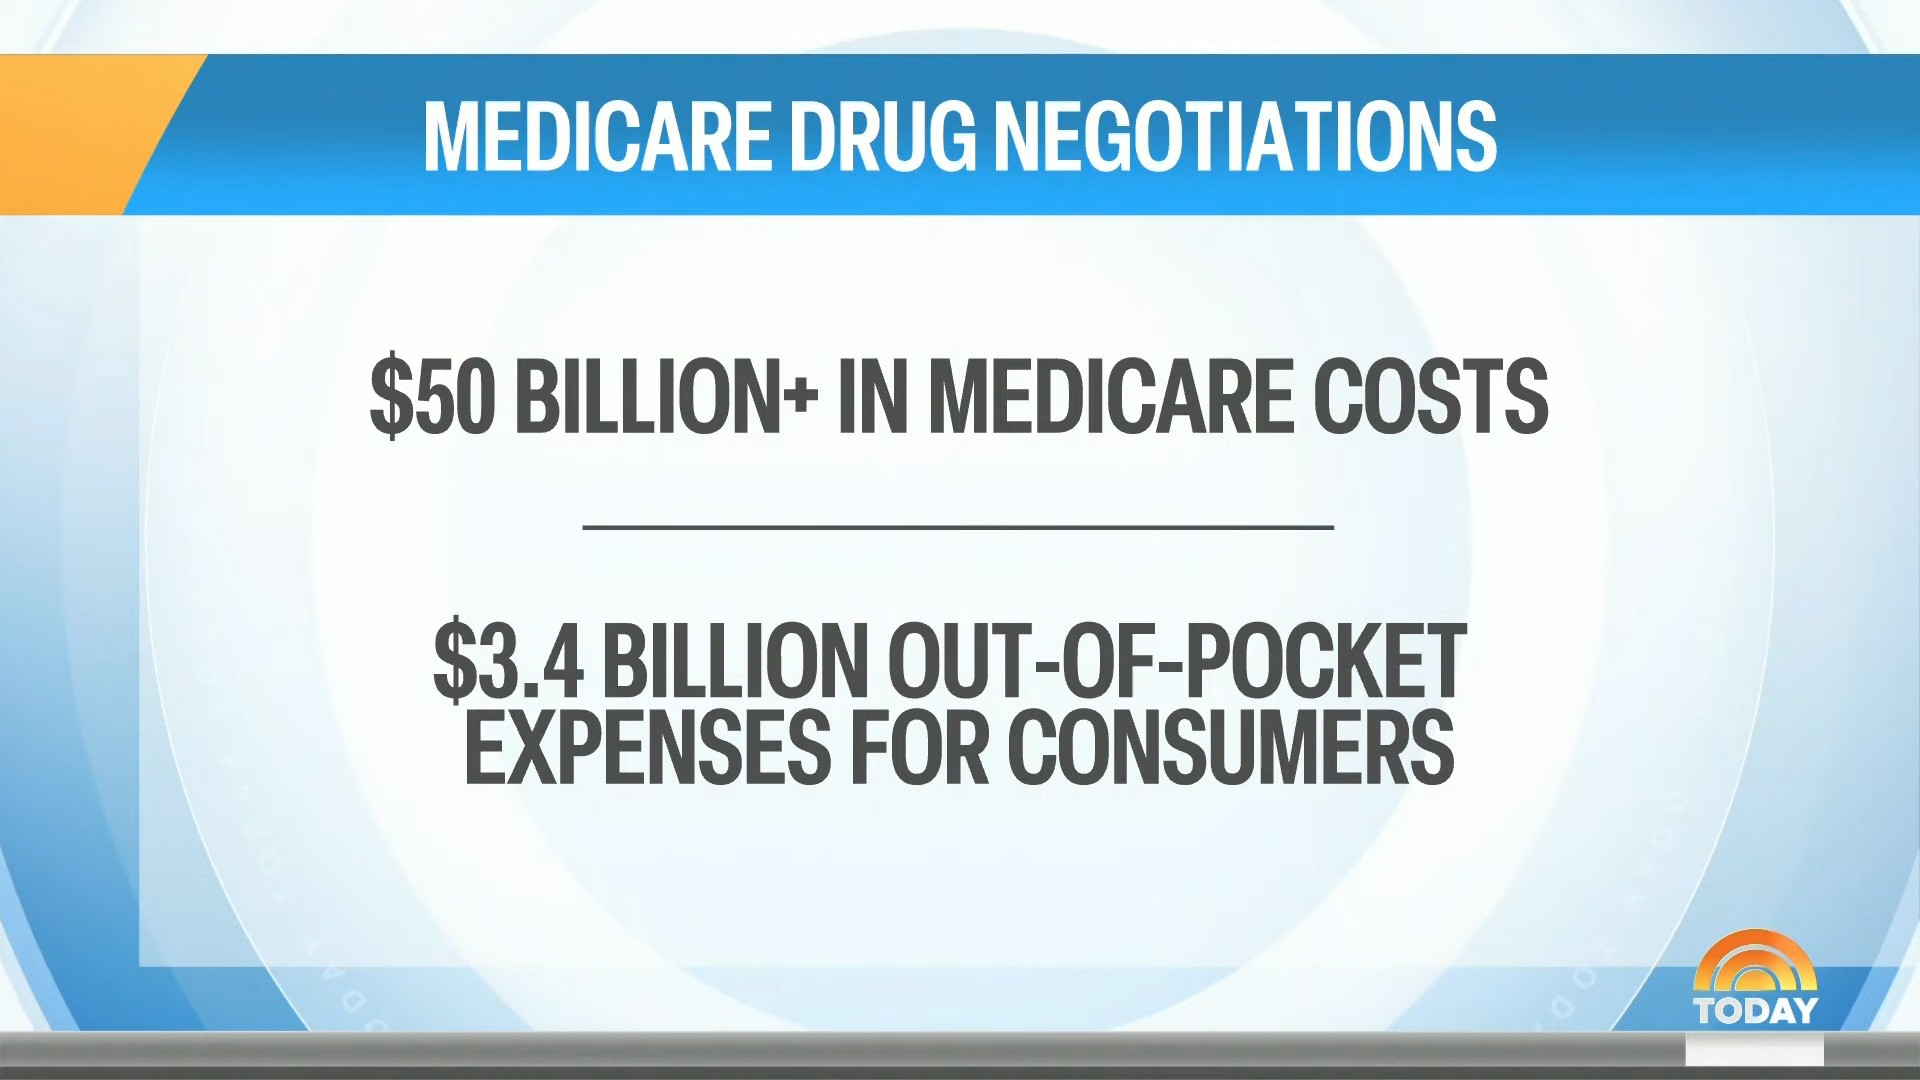 MEDICARE DRUG NEGOTIATIONS
$50 BILLION+ IN MEDICARE COSTS
$3.4 BILLION OUT-OF-POCKET
EXPENSES FOR CONSUMERS
TODAY